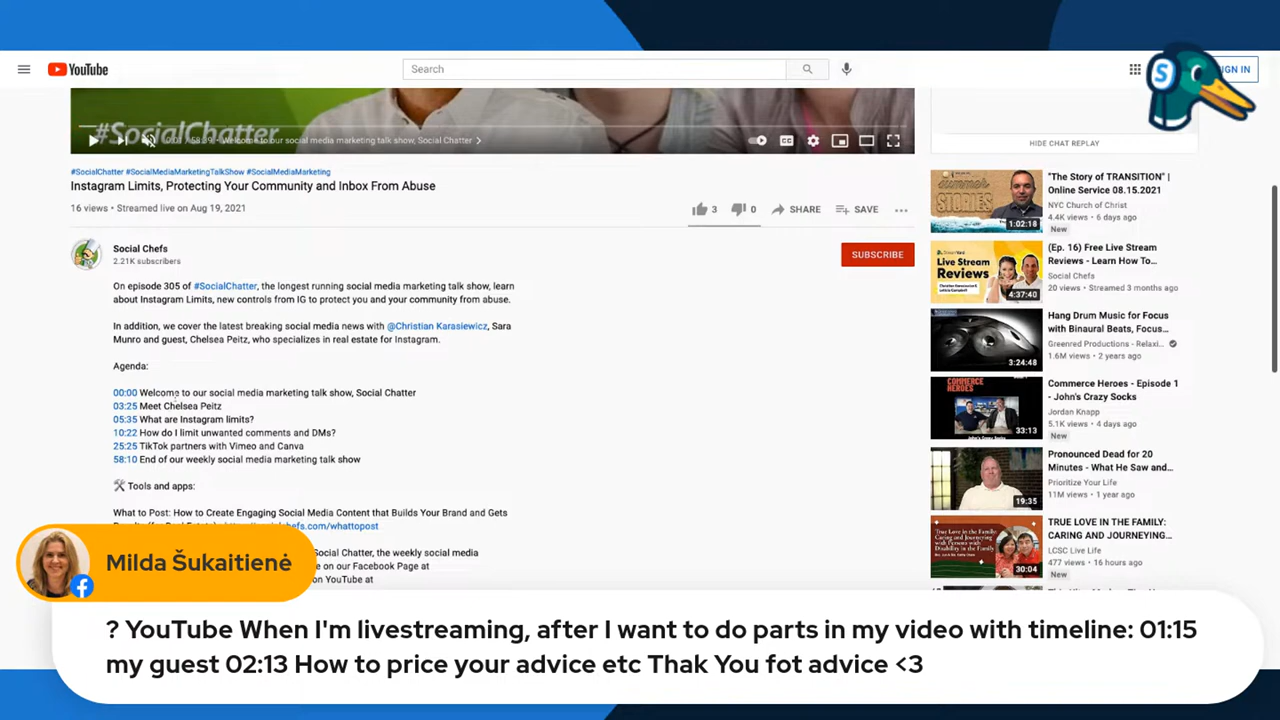 YouTube
Search
S
IGN IN
#SocialChatter
Welcome to our social media marketing talk show, Social Chatter
CC
HIDE CHAT REPLAY
#SocialChatter #SocialMediaMarketingTalkShow #SocialMediaMarketing
Instagram Limits, Protecting Your Community and Inbox From Abuse
16 views • Streamed live on Aug 19, 2021
3
0
SHARE
SAVE
Social Chefs
2.21K subscribers
SUBSCRIBE
On episode 305 of #SocialChatter, the longest running social media marketing talk show, learn
about Instagram Limits, new controls from IG to protect you and your community from abuse.
In addition, we cover the latest breaking social media news with @Christian Karasiewicz, Sara
Munro and guest, Chelsea Peitz, who specializes in real estate for Instagram.
Agenda:
00:00 Welcome to our social media marketing talk show, Social Chatter
03:25 Meet Chelsea Peitz
05:35 What are Instagram limits?
10:22 How do I limit unwanted comments and DMs?
25:25 TikTok partners with Vimeo and Canva
58:10 End of our weekly social media marketing talk show
Tools and apps:
What to Post: How to Create Engaging Social Media Content that Builds Your Brand and Gets
chefs.com/whattopost
Social Chatter, the weekly social media
e on our Facebook Page at
on YouTube at
"The Story of TRANSITION" |
Online Service 08.15.2021
NYC Church of Christ
4.4K views • 6 days ago
New
1:02:18
(Ep. 16) Free Live Stream
Reviews - Learn How To...
Social Chefs
20 views • Streamed 3 months ago
Live Stream
Reviews
4:37:40
Hang Drum Music for Focus
with Binaural Beats, Focus...
Greenred Productions - Relaxi...
1.6M views • 2 years ago
3:24:48
Commerce Heroes - Episode 1
- John's Crazy Socks
Jordan Knapp
5.1K views • 4 days ago
New
COMMERCE
HEROES
33:13
Pronounced Dead for 20
Minutes - What He Saw and...
Prioritize Your Life
11M views • 1 year ago
19:35
TRUE LOVE IN THE FAMILY:
CARING AND JOURNEYING...
LCSC Live Life
477 views • 16 hours ago
New
30:04
Milda Šukaitienė
? YouTube When I'm livestreaming, after I want to do parts in my video with timeline: 01:15
my guest 02:13 How to price your advice etc Thak You fot advice <3